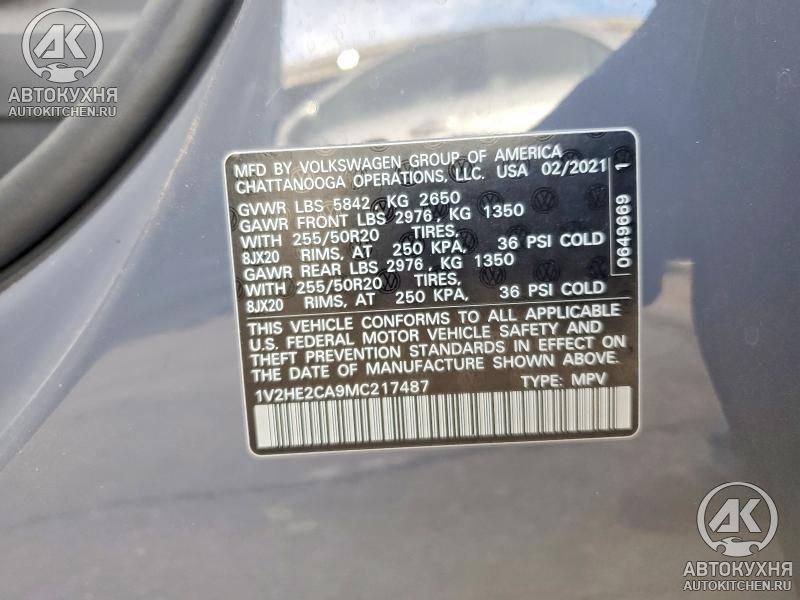 AK
АВТОКУХНЯ
AUTOKITCHEN.RU
MFD BY VOLKSWAGEN GROUP OF AMERICA
CHATTANOOGA OPERATIONS, LLC. USA 02/2021 1
GVWR LBS 5842, KG 2650
GAWR FRONT LBS 2976, KG 1350
WITH 255/50R20 TIRES,
8JX20 RIMS, AT 250 KPA, 36 PSI COLD
GAWR REAR LBS 2976, KG 1350
WITH 255/50R20 TIRES,
8JX20 RIMS, AT 250 KPA, 36 PSI COLD
0649669
THIS VEHICLE CONFORMS TO ALL APPLICABLE
U.S. FEDERAL MOTOR VEHICLE SAFETY AND
THEFT PREVENTION STANDARDS IN EFFECT ON
THE DATE OF MANUFACTURE SHOWN ABOVE.
1V2HE2CA9MC217487 TYPE: MPV
AK
АВТОКУХНЯ
AUTOKITCHEN.RU